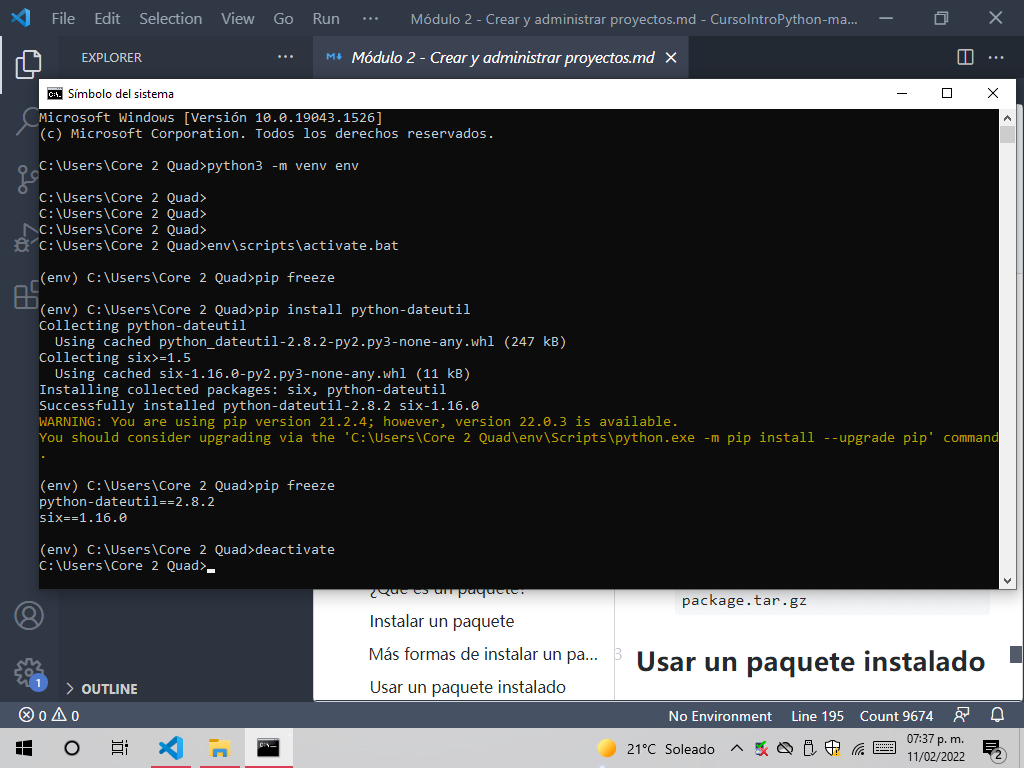 File Edit Selection View Go Run ··· Módulo 2 - Crear y administrar proyectos.md - CursoIntroPython-ma...
EXPLORER ··· Módulo 2 - Crear y administrar proyectos.md
Símbolo del sistema
Microsoft Windows [Versión 10.0.19043.1526]
(c) Microsoft Corporation. Todos los derechos reservados.
C:\Users\Core 2 Quad>python3 -m venv env
C:\Users\Core 2 Quad>
C:\Users\Core 2 Quad>
C:\Users\Core 2 Quad>
C:\Users\Core 2 Quad>env\scripts\activate.bat
(env) C:\Users\Core 2 Quad>pip freeze
(env) C:\Users\Core 2 Quad>pip install python-dateutil
Collecting python-dateutil
Using cached python_dateutil-2.8.2-py2.py3-none-any.whl (247 kB)
Collecting six>=1.5
Using cached six-1.16.0-py2.py3-none-any.whl (11 kB)
Installing collected packages: six, python-dateutil
Successfully installed python-dateutil-2.8.2 six-1.16.0
WARNING: You are using pip version 21.2.4; however, version 22.0.3 is available.
You should consider upgrading via the 'C:\Users\Core 2 Quad\env\Scripts\python.exe -m pip install --upgrade pip' command
.
(env) C:\Users\Core 2 Quad>pip freeze
python-dateutil==2.8.2
six==1.16.0
(env) C:\Users\Core 2 Quad>deactivate
C:\Users\Core 2 Quad>
¿Qué es un paquete?
package.tar.gz
Instalar un paquete
Más formas de instalar un pa...
3
Usar un paquete instalado
Usar un paquete instalado
1
OUTLINE
0 0 No Environment Line 195 Count 9674
21°C Soleado
07:37 p. m.
11/02/2022
2